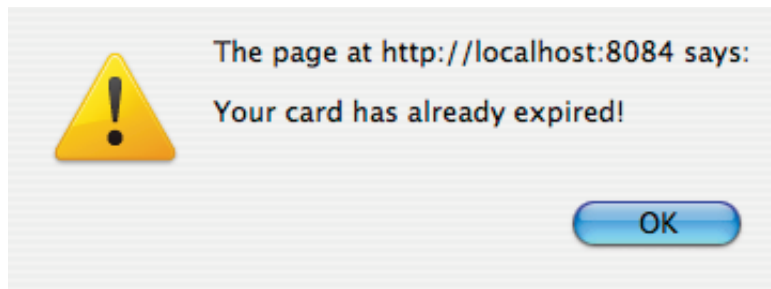 The page at http://localhost:8084 says:
Your card has already expired!
OK